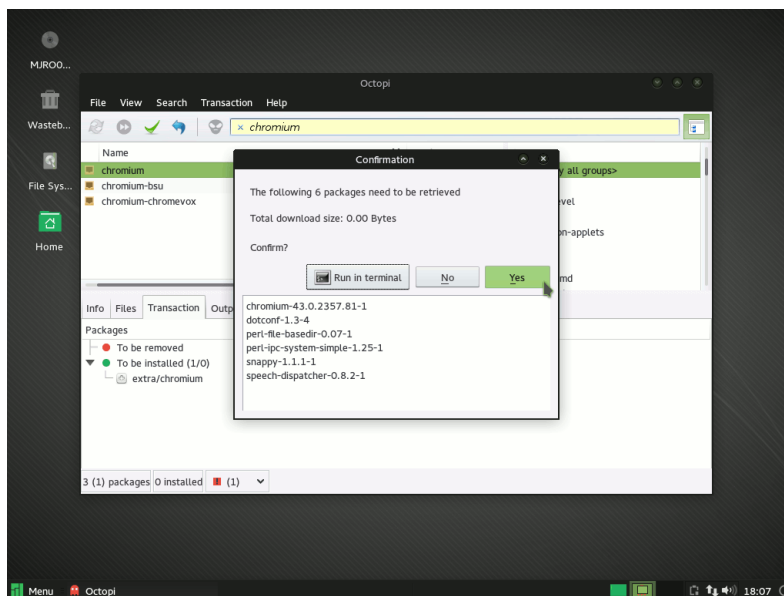 MJRO0...
Wasteb...
File Sys...
Home
Octopi
File View Search Transaction Help
chromium
Name
chromium
chromium-bsu
chromium-chromevox
y all groups>
vel
on-applets
md
Confirmation
The following 6 packages need to be retrieved
Total download size: 0.00 Bytes
Confirm?
Run in terminal No Yes
chromium-43.0.2357.81-1
dotconf-1.3-4
perl-file-basedir-0.07-1
perl-ipc-system-simple-1.25-1
snappy-1.1.1-1
speech-dispatcher-0.8.2-1
Info Files Transaction Outp
Packages
To be removed
To be installed (1/0)
extra/chromium
3 (1) packages 0 installed (1)
Menu Octopi 18:07